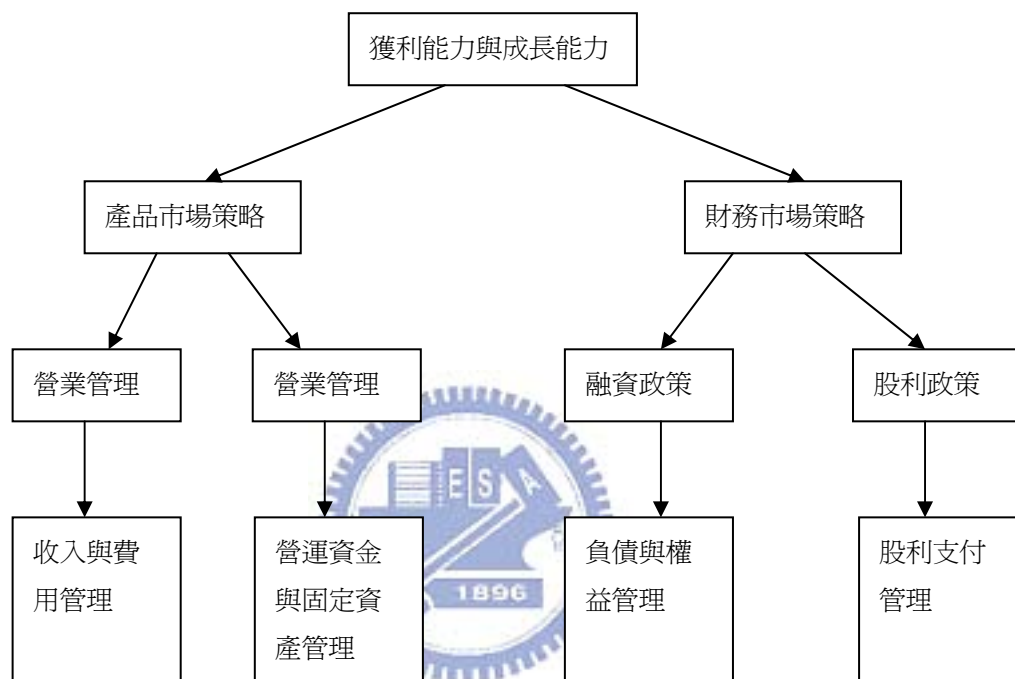 獲利能力與成長能力
產品市場策略
財務市場策略
營業管理
營業管理
融資政策
股利政策
收入與費
用管理
營運資金
與固定資
產管理
負債與權
益管理
股利支付
管理
E S A
1896